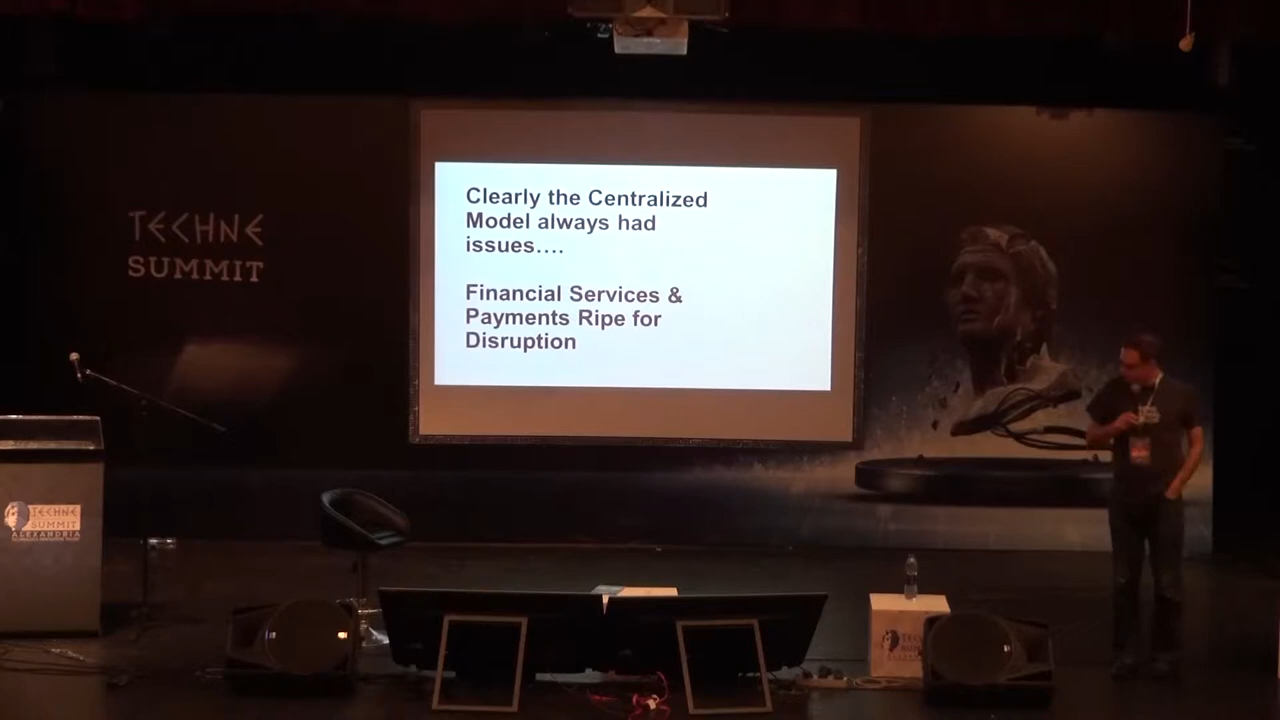 TECHNE
SUMMIT
Clearly the Centralized
Model always had
issues....
Financial Services &
Payments Ripe for
Disruption
TECHNE
SUMMIT
ALEXANDRIA